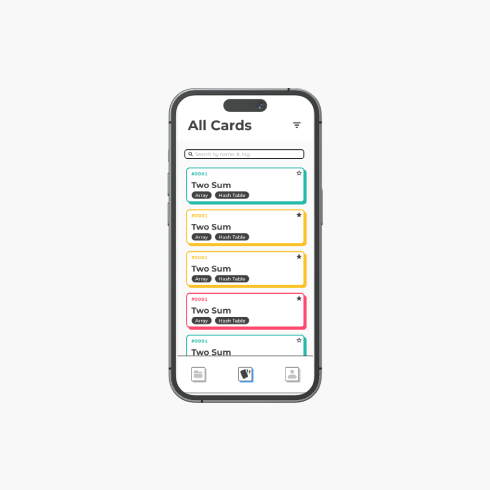 All Cards
Search by name, #, tag
#0001
Two Sum
Array Hash Table
#0001
Two Sum
Array Hash Table
#0001
Two Sum
Array Hash Table
#0001
Two Sum
Array Hash Table
#0001
Two Sum